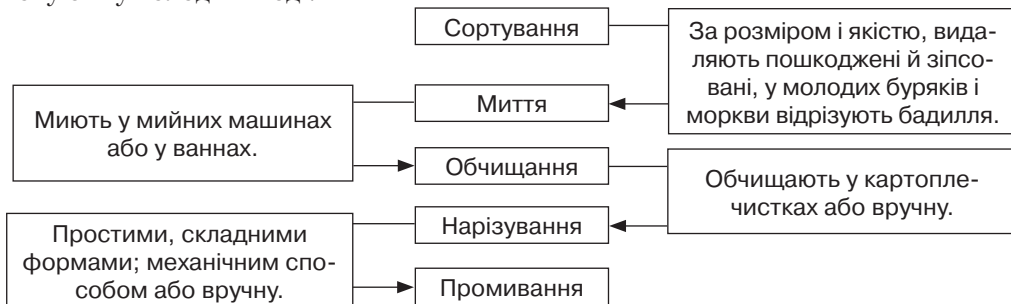 Сортування
За розміром і якістю, вида-
ляють пошкоджені й зіпсо-
вані, у молодих буряків і
моркви відрізують бадилля.
Миття
Миють у мийних машинах
або у ваннах.
Обчищання
Обчищають у картопле-
чистках або вручну.
Нарізування
Простими, складними
формами; механічним спо-
собом або вручну.
Промивання